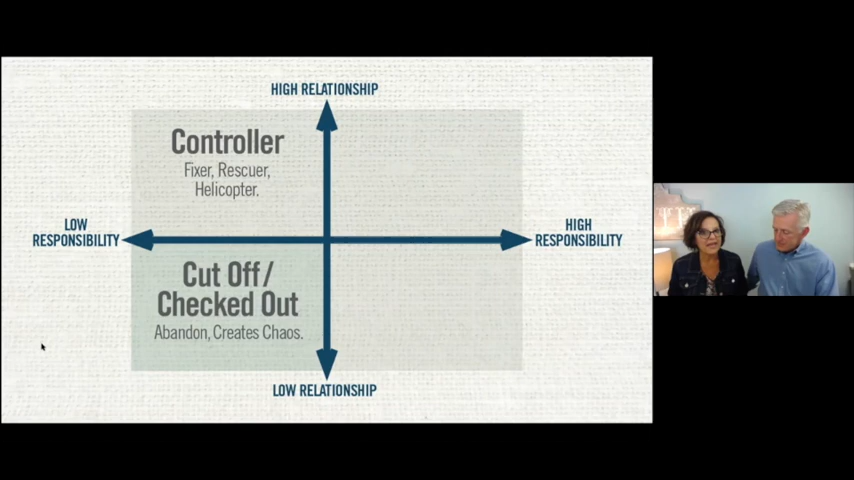 HIGH RELATIONSHIP
Controller
Fixer, Rescuer,
Helicopter.
LOW
RESPONSIBILITY
HIGH
RESPONSIBILITY
Cut Off /
Checked Out
Abandon, Creates Chaos.
LOW RELATIONSHIP